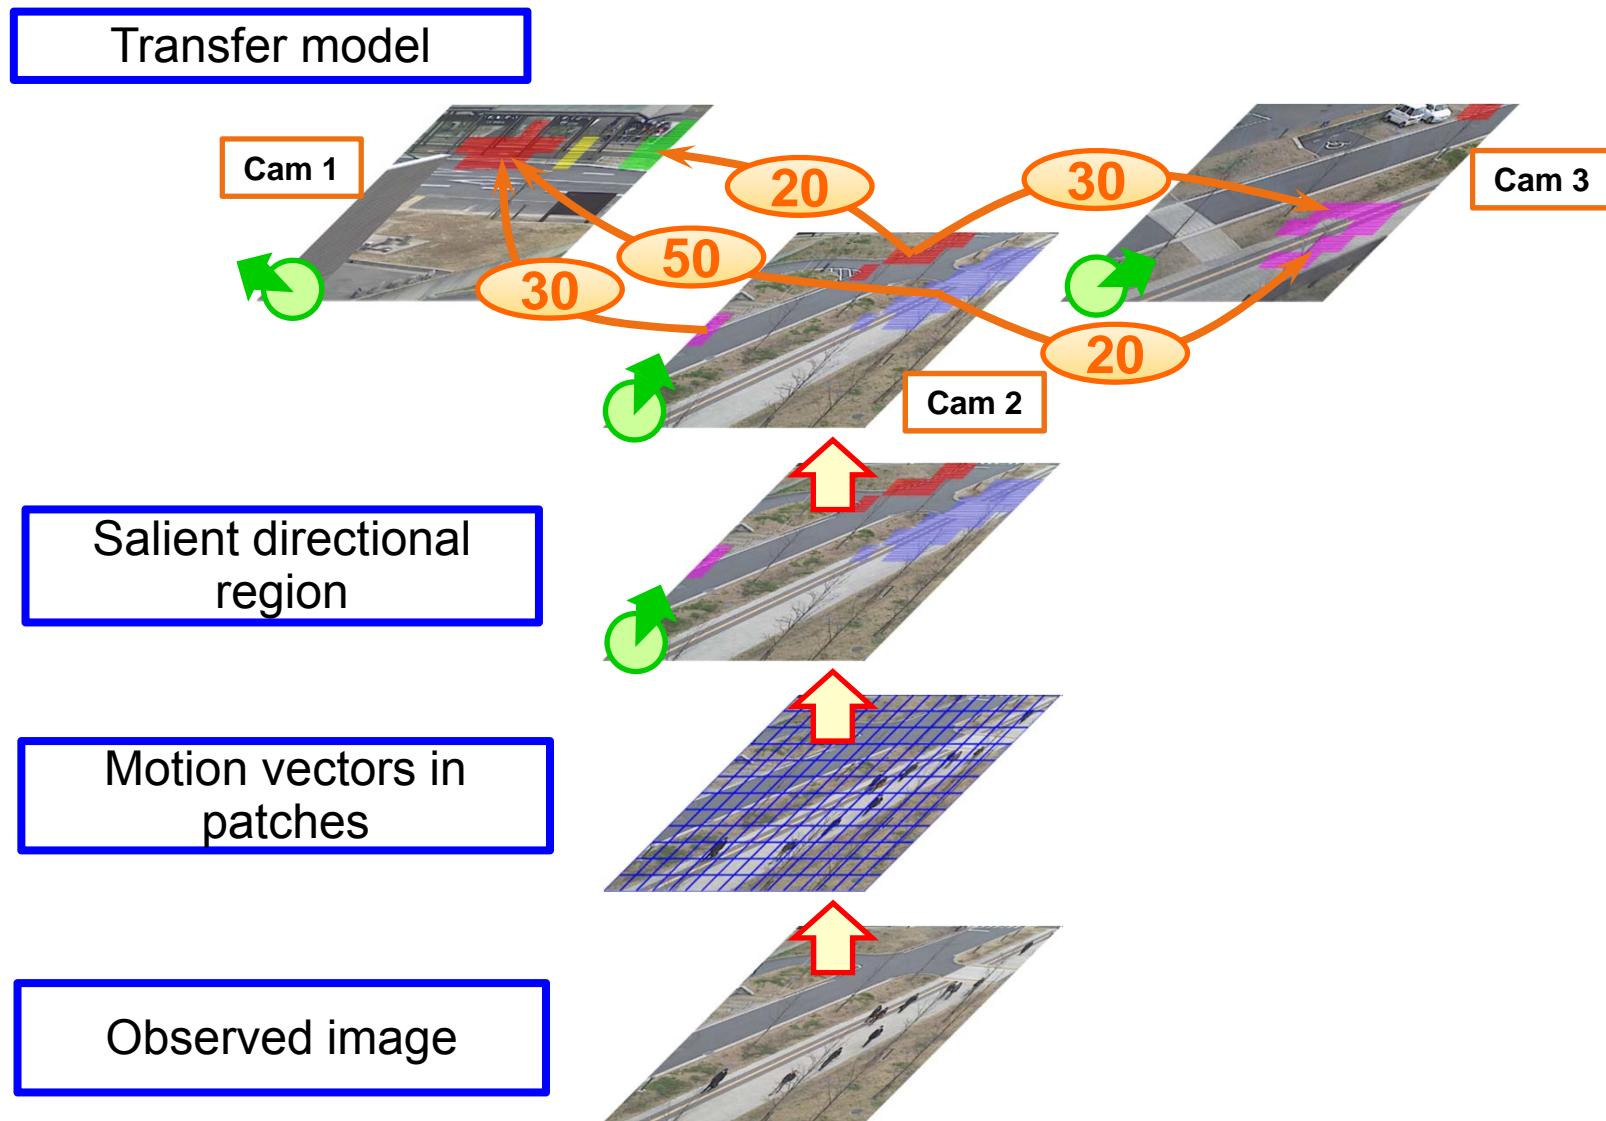 Transfer model
Cam 1
20
30
Cam 3
50
30
20
Cam 2
Salient directional
region
Motion vectors in
patches
Observed image